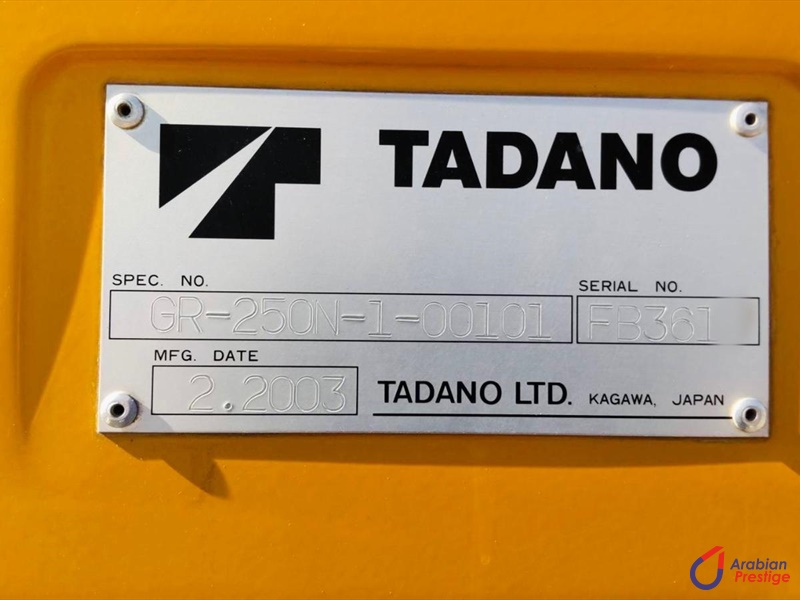 TADANO
SPEC. NO.
SERIAL NO.
GR-250N-1-00101
FB361
MFG. DATE
2.2003
TADANO LTD. KAGAWA, JAPAN
Arabian
Prestige